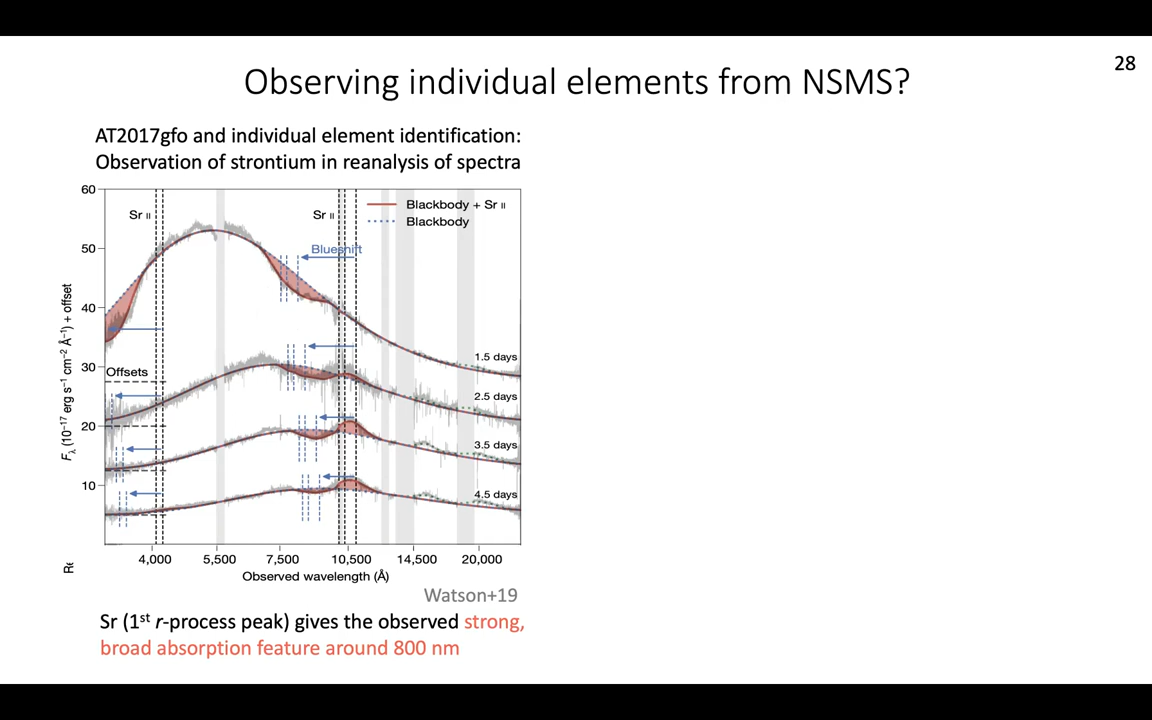 28
Observing individual elements from NSMS?
AT2017gfo and individual element identification:
Observation of strontium in reanalysis of spectra
60
50
40
30
20
10
Fλ (10⁻¹⁷ erg s⁻¹ cm⁻² Å⁻¹) + offset
Sr II
Sr II
Blackbody + Sr II
Blackbody
Blueshift
1.5 days
Offsets
2.5 days
3.5 days
4.5 days
4,000 5,500 7,500 10,500 14,500 20,000
Observed wavelength (Å)
Watson+19
Sr (1ˢᵗ r-process peak) gives the observed strong,
broad absorption feature around 800 nm